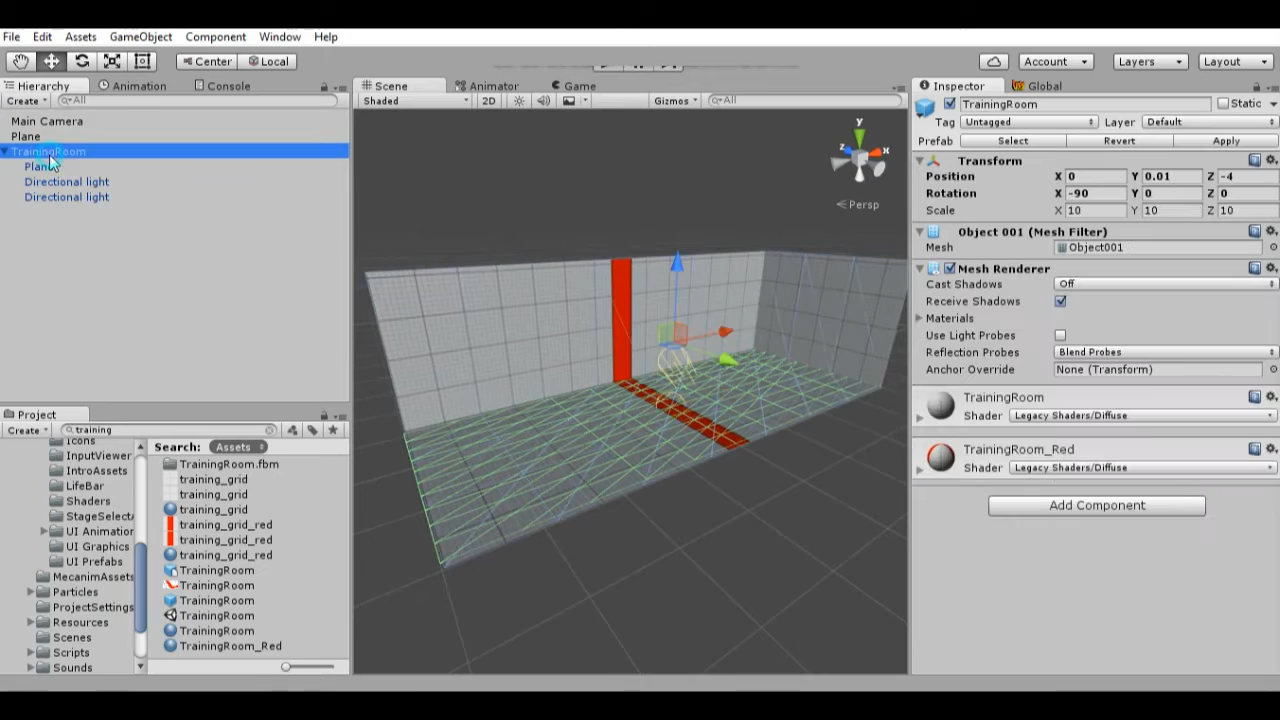 File Edit Assets GameObject Component Window Help
Center Local Account Layers Layout
Hierarchy Animation Console
Create All
Main Camera
Plane
TrainingRoom
Plane
Directional light
Directional light
Scene Animator Game
Shaded 2D Gizmos All
y
z x
Persp
Inspector Global
TrainingRoom Static
Tag Untagged Layer Default
Prefab Select Revert Apply
Transform
Position X 0 Y 0.01 Z -4
Rotation X -90 Y 0 Z 0
Scale X 10 Y 10 Z 10
Object 001 (Mesh Filter)
Mesh Object001
Mesh Renderer
Cast Shadows Off
Receive Shadows
Materials
Use Light Probes
Reflection Probes Blend Probes
Anchor Override None (Transform)
TrainingRoom
Shader Legacy Shaders/Diffuse
TrainingRoom_Red
Shader Legacy Shaders/Diffuse
Add Component
Project
Create training
Icons
InputViewer
IntroAssets
LifeBar
Shaders
StageSelectA
UI Animation
UI Graphics
UI Prefabs
MecanimAssets
Particles
ProjectSettings
Resources
Scenes
Scripts
Sounds
Search: Assets
TrainingRoom.fbm
training_grid
training_grid
training_grid
training_grid_red
training_grid_red
training_grid_red
TrainingRoom
TrainingRoom
TrainingRoom
TrainingRoom
TrainingRoom
TrainingRoom_Red